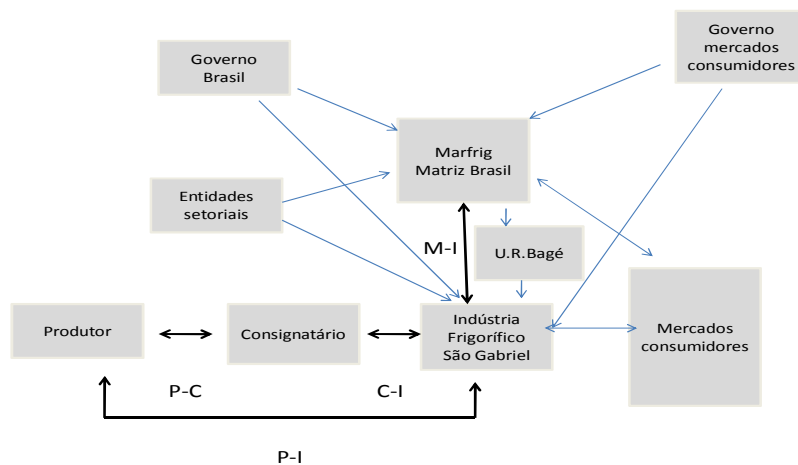 Governo
Brasil
Governo
mercados
consumidores
Marfrig
Matriz Brasil
Entidades
setoriais
M-I
U.R.Bagé
Produtor
Consignatário
Indústria
Frigorífico
São Gabriel
Mercados
consumidores
P-C
C-I
P-I